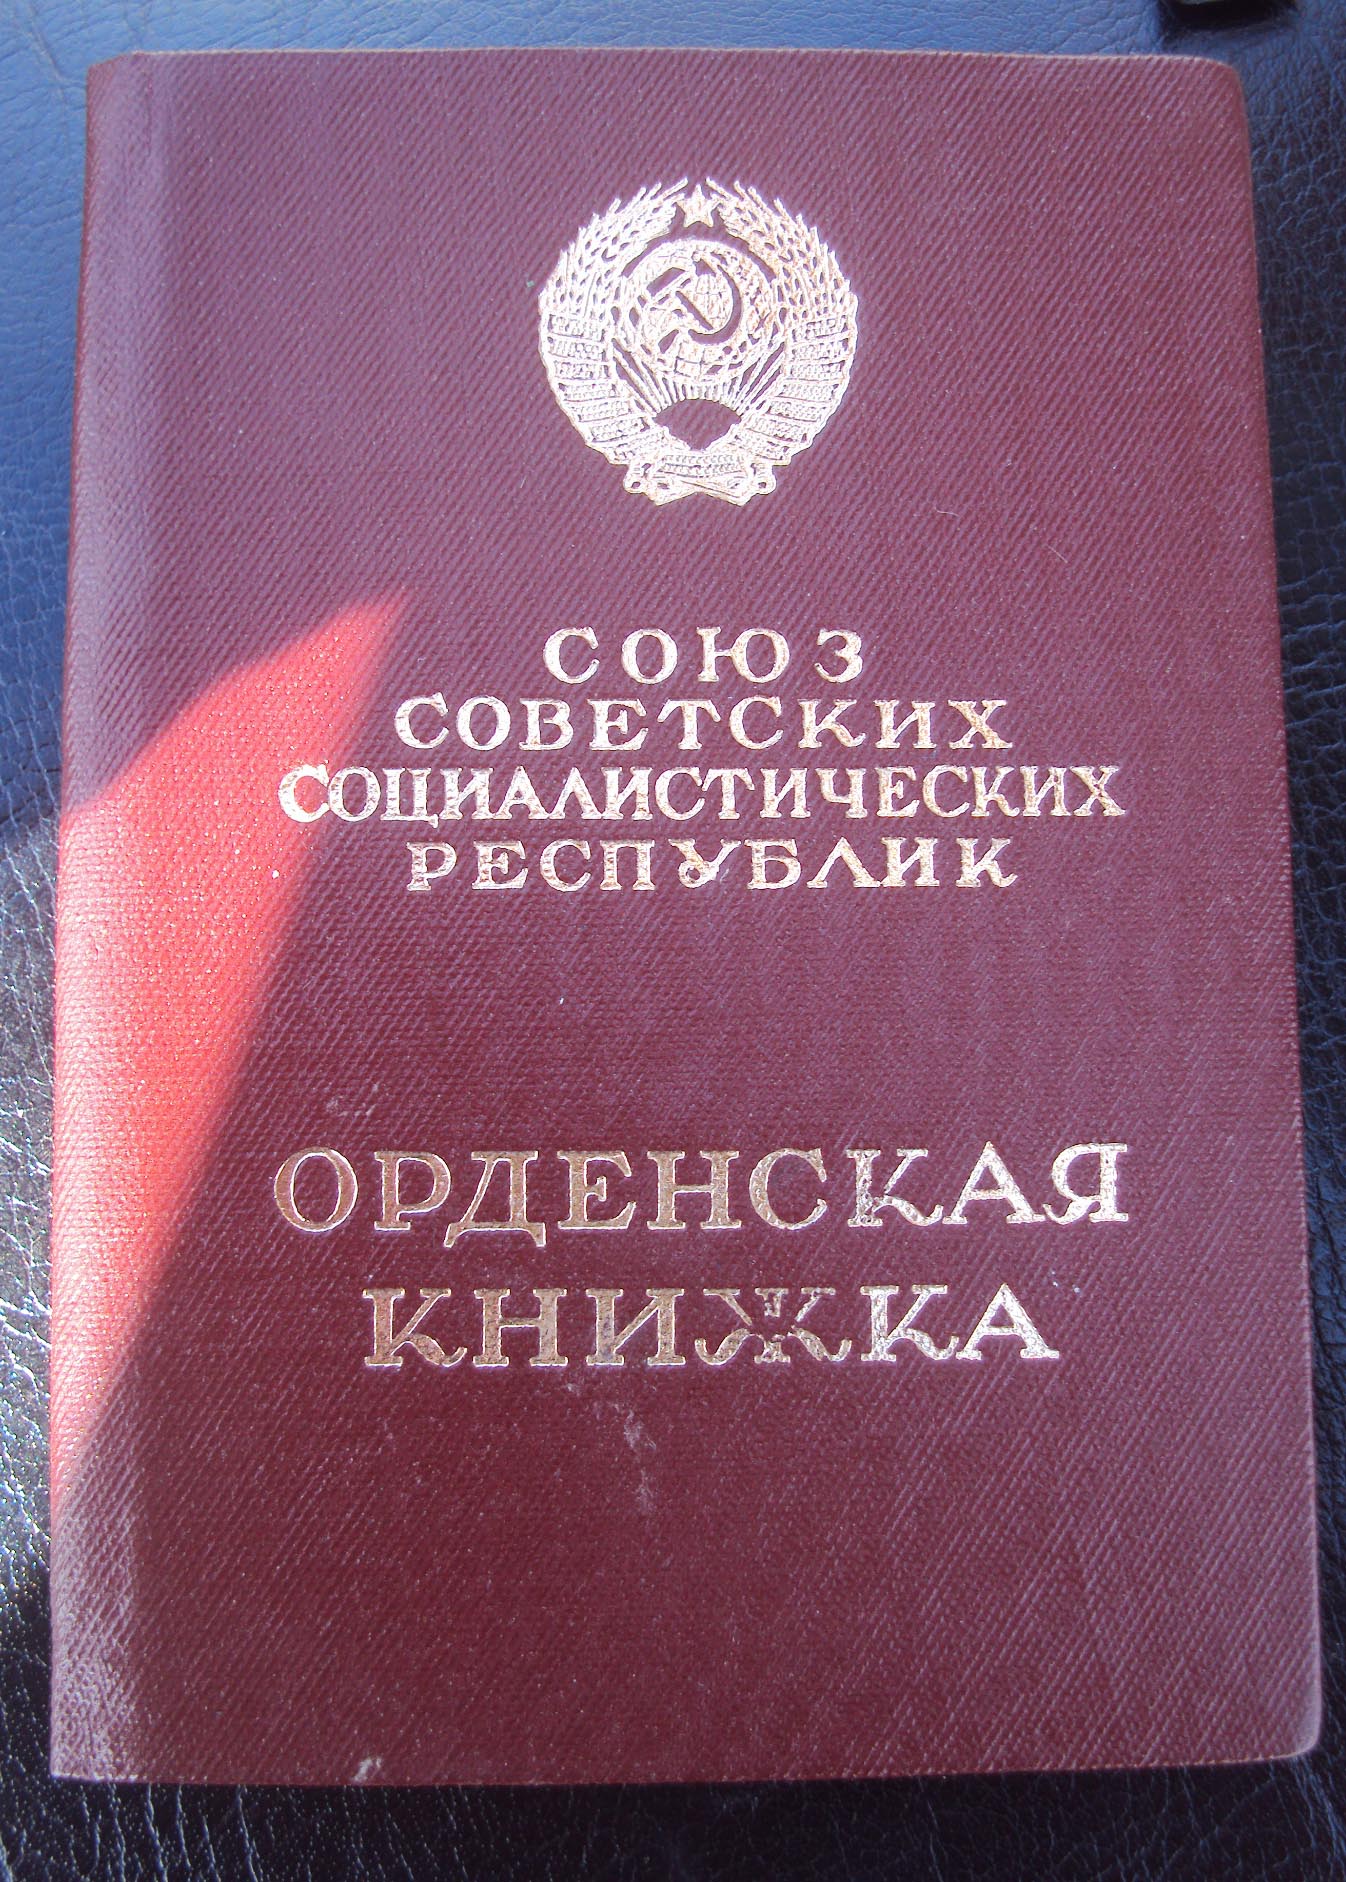 СОЮЗ
СОВЕТСКИХ
СОЦИАЛИСТИЧЕСКИХ
РЕСПУБЛИК
ОРДЕНСКАЯ
КНИЖКА